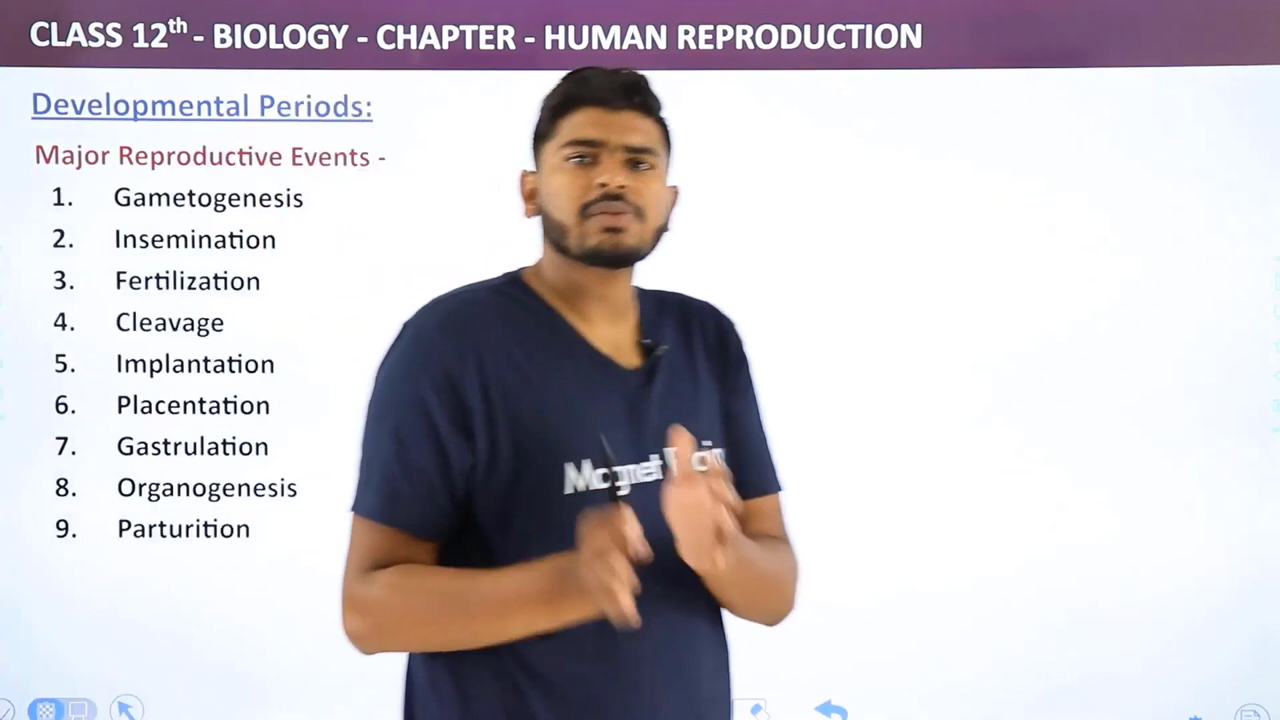 CLASS 12th - BIOLOGY - CHAPTER - HUMAN REPRODUCTION
Developmental Periods:
Major Reproductive Events -
1. Gametogenesis
2. Insemination
3. Fertilization
4. Cleavage
5. Implantation
6. Placentation
7. Gastrulation
8. Organogenesis
9. Parturition